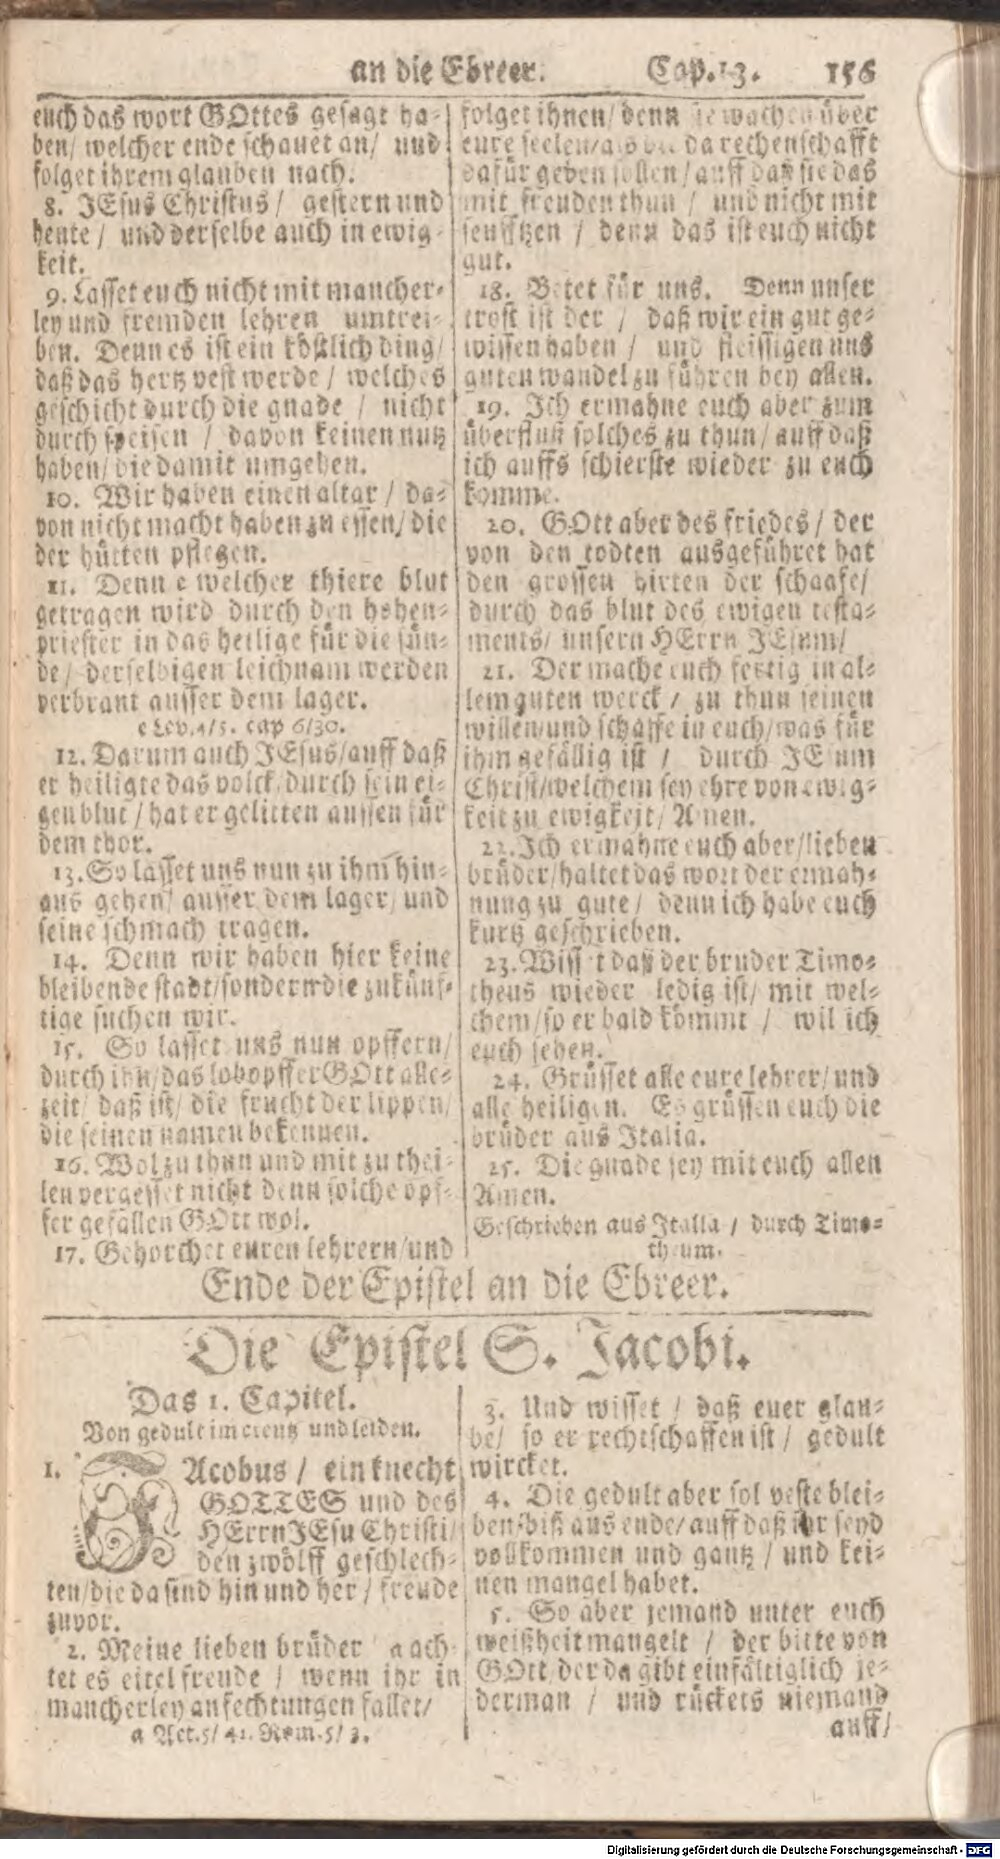 an die Ebreer. Cap. 13. 156
euch das wort GOttes gesagt ha-
ben/ welcher ende schauet an/ und
folget ihrem glauben nach.
8. JEsus Christus / gestern und
heute / und derselbe auch in ewig-
keit.
9. Lasset euch nicht mit mancher-
ley und fremden lehren umtrei-
ben. Denn es ist ein köstlich ding/
daß das hertz vest werde / welches
geschicht durch die gnade / nicht
durch speisen / davon keinen nutz
haben/ die damit umgehen.
10. Wir haben einen altar / da-
von nicht macht haben zu essen/ die
der hütten pflegen.
11. Denn e welcher thiere blut
getragen wird durch den hohen-
priester in das heilige für die sün-
de / derselbigen leichnam werden
verbrant ausser dem lager.
e Lev. 4/5. cap 6/30.
12. Darum auch JEsus/auff daß
er heiligte das volck/ durch sein ei-
gen blut / hat er gelitten aussen für
dem thor.
13. So lasset uns nun zu ihm hin-
aus gehen/ ausser dem lager/ und
seine schmach tragen.
14. Denn wir haben hier keine
bleibende stadt/sondern die zukünf-
tige suchen wir.
15. So lasset uns nun opffern/
durch ihn/das lobopffer GOtt alle-
zeit/ daß ist/ die frucht der lippen/
die seinen namen bekennen.
16. Wol zu thun und mit zu thei-
len vergesset nicht denn solche opf-
fer gefallen GOtt wol.
17. Gehorchet euren lehrern/und
folget ihnen/ denn sie wachen über
eure seelen/als die da rechenschafft
dafür geben sollen/ auff daß sie das
mit freuden thun / und nicht mit
seufftzen / denn das ist euch nicht
gut.
18. Betet für uns. Denn unser
trost ist der / daß wir ein gut ge-
wissen haben / und fleissigen uns
guten wandel zu führen bey allen.
19. Ich ermahne euch aber zum
überfluß solches zu thun/ auff daß
ich auffs schierste wieder zu euch
komme.
20. GOtt aber des friedes / der
von den todten ausgeführet hat
den grossen hirten der schaafe/
durch das blut des ewigen testa-
ments/ unsern HErrn JEsum/
21. Der mache euch fertig in al-
lem guten werck / zu thun seinen
willen/und schaffe in euch/was für
ihm gefällig ist / durch JEsum
Christ/welchem sey ehre von ewig-
keit zu ewigkeit/ Amen.
22. Ich ermahne euch aber/lieben
brüder/haltet das wort der ermah-
nung zu gute / denn ich habe euch
kurtz geschrieben.
23. Wisset daß der bruder Timo-
theus wieder ledig ist/ mit wel-
chem/so er bald kömmt / wil ich
euch sehen.
24. Grüsset alle eure lehrer/ und
alle heiligen. Es grüssen euch die
brüder aus Italia.
25. Die gnade sey mit euch allen
Amen.
Geschrieben aus Italia / durch Timo-
theum.
Ende der Epistel an die Ebreer.
Die Epistel S. Jacobi.
Das 1. Capitel.
Von gedult im creutz und leiden.
1. JAcobus / ein knecht
GOTTES und des
HErrn JEsu Christi/
den zwölff geschlech-
ten/die da sind hin und her / freude
zuvor.
2. Meine lieben brüder a ach-
tet es eitel freude / wenn ihr in
mancherley anfechtungen fallet/
a Act. 5/ 41. Rom. 5/ 3.
3. Und wisset / daß euer glau-
be/ so er rechtschaffen ist / gedult
wircket.
4. Die gedult aber sol veste blei-
ben biß ans ende/ auff daß ihr seyd
vollkommen und gantz / und kei-
nen mangel habet.
5. So aber jemand unter euch
weißheit mangelt / der bitte von
GOtt/ der da gibt einfältiglich je-
derman / und rückets niemand
auff/
Digitalisierung gefördert durch die Deutsche Forschungsgemeinschaft - DFG